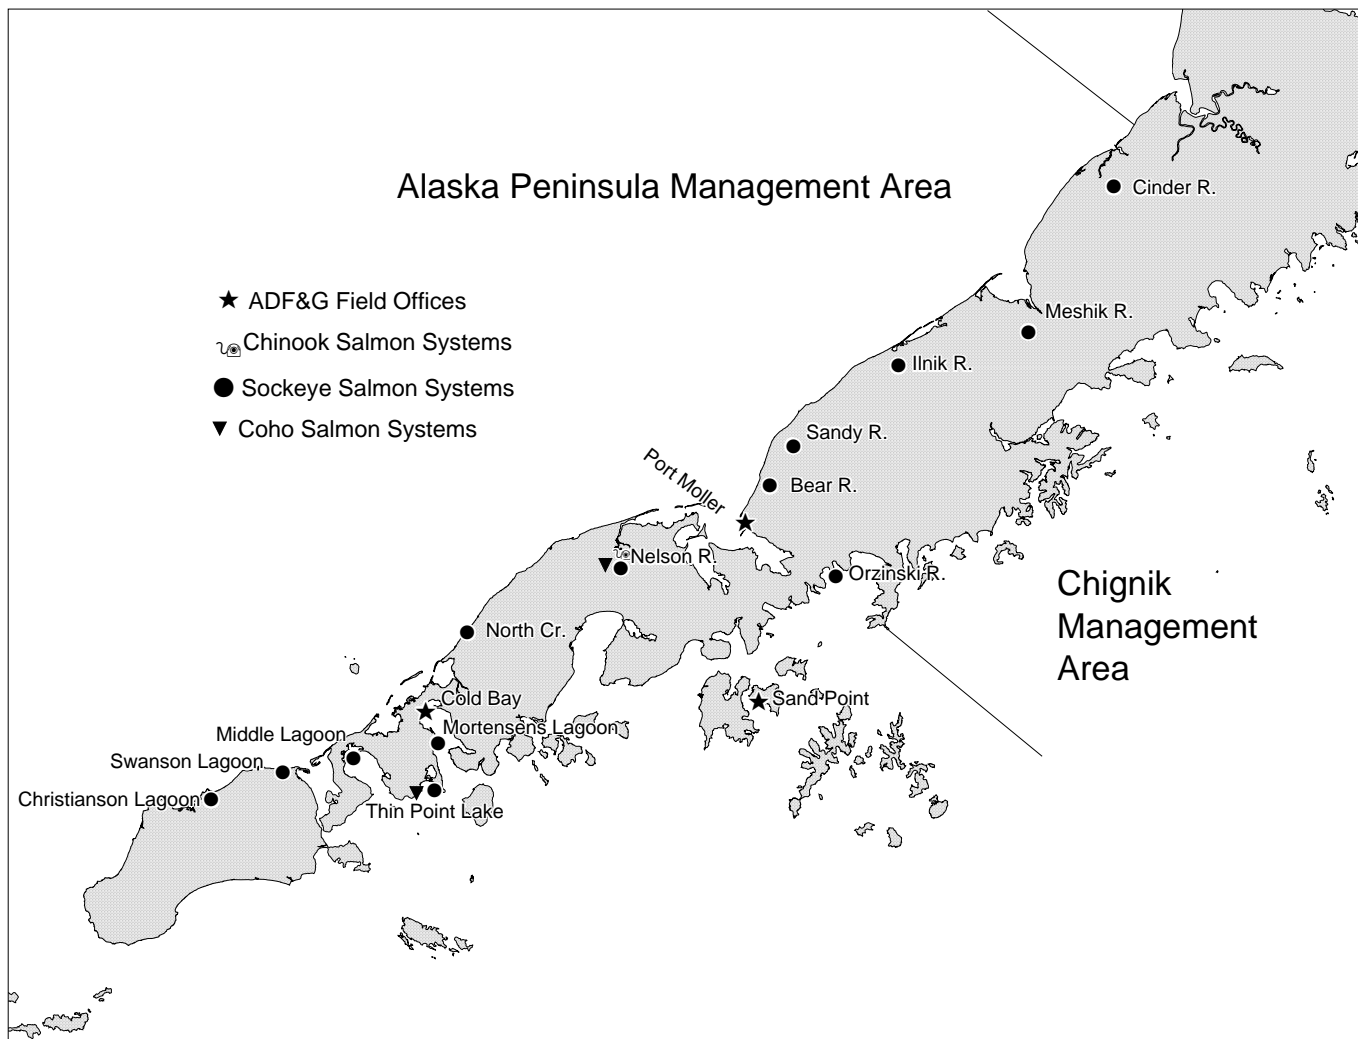 Alaska Peninsula Management Area
Cinder R.
ADF&G Field Offices
Chinook Salmon Systems
Sockeye Salmon Systems
Coho Salmon Systems
Meshik R.
Ilnik R.
Sandy R.
Port Moller
Bear R.
Nelson R.
Orzinski R.
Chignik
Management
Area
North Cr.
Cold Bay
Sand Point
Mortensens Lagoon
Middle Lagoon
Swanson Lagoon
Christianson Lagoon
Thin Point Lake